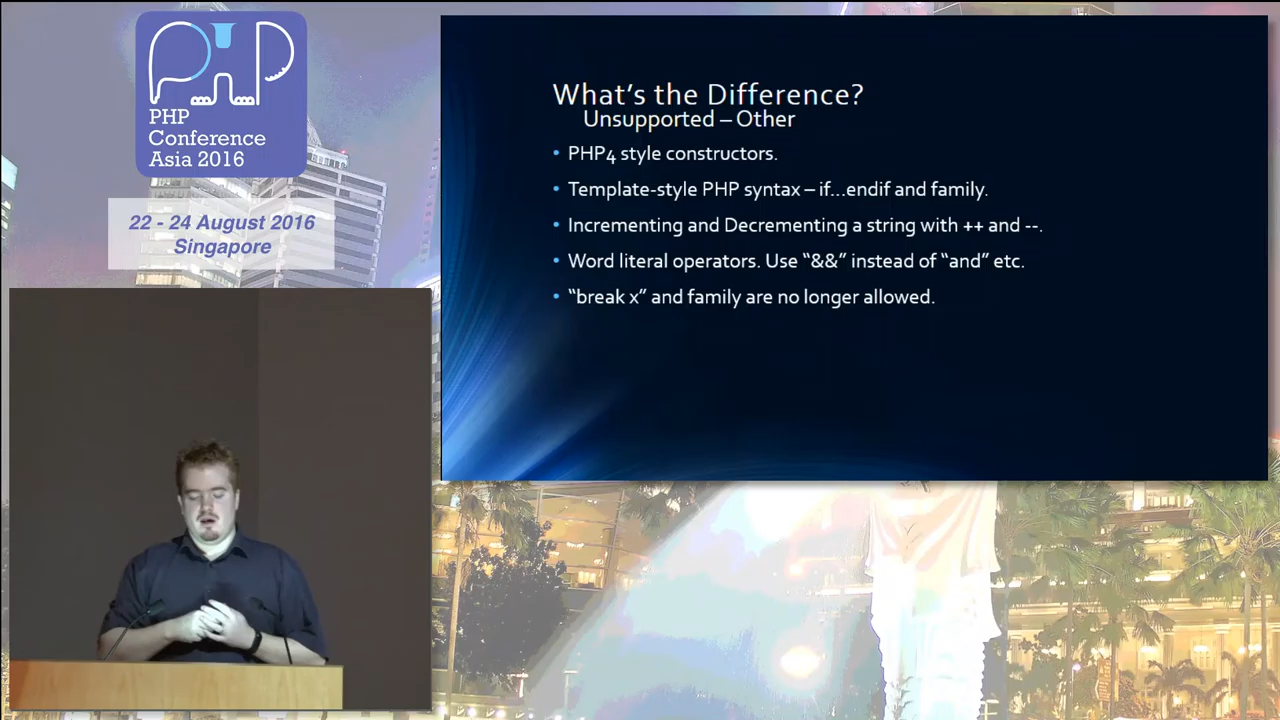 PHP
Conference
Asia 2016
22 - 24 August 2016
Singapore
What's the Difference?
Unsupported – Other
• PHP4 style constructors.
• Template-style PHP syntax – if...endif and family.
• Incrementing and Decrementing a string with ++ and --.
• Word literal operators. Use “&&” instead of “and” etc.
• “break x” and family are no longer allowed.